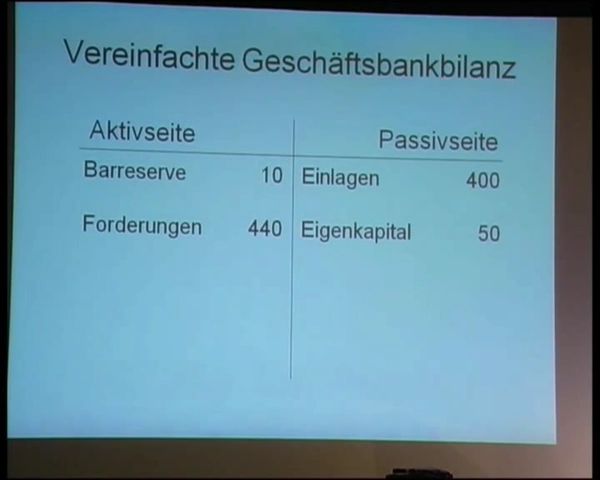 Vereinfachte Geschäftsbankbilanz
Aktivseite Passivseite
Barreserve 10 Einlagen 400
Forderungen 440 Eigenkapital 50